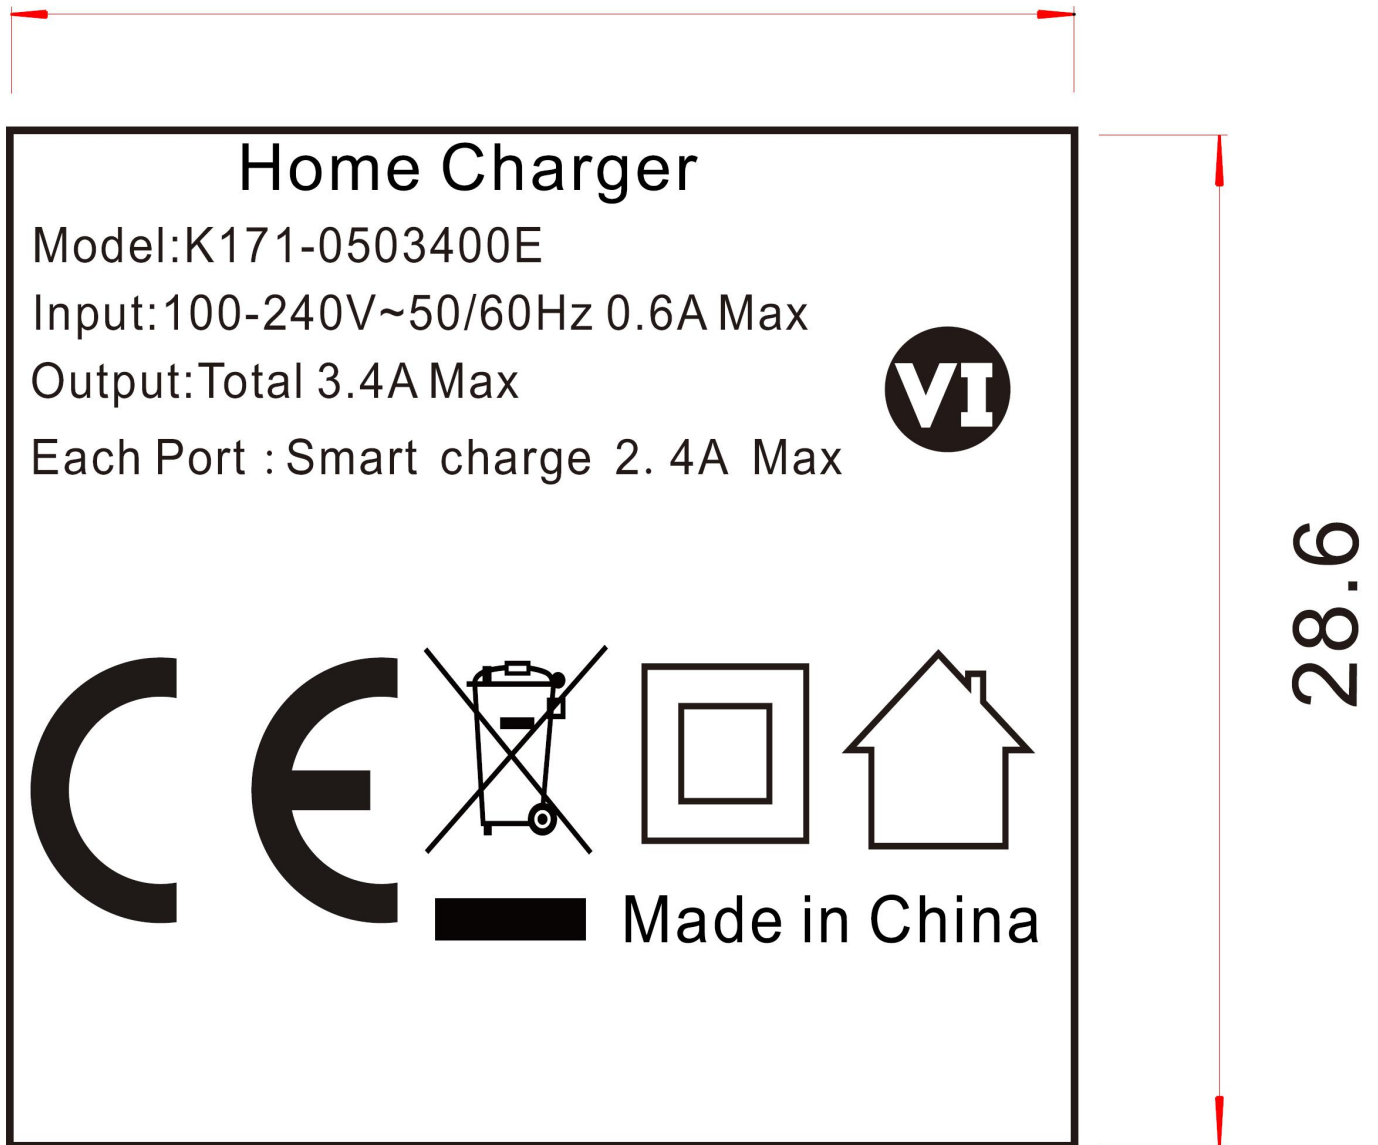 Home Charger
Model:K171-0503400E
Input:100-240V~50/60Hz 0.6A Max
Output:Total 3.4A Max
VI
Each Port : Smart charge 2. 4A Max
28.6
CE
Made in China